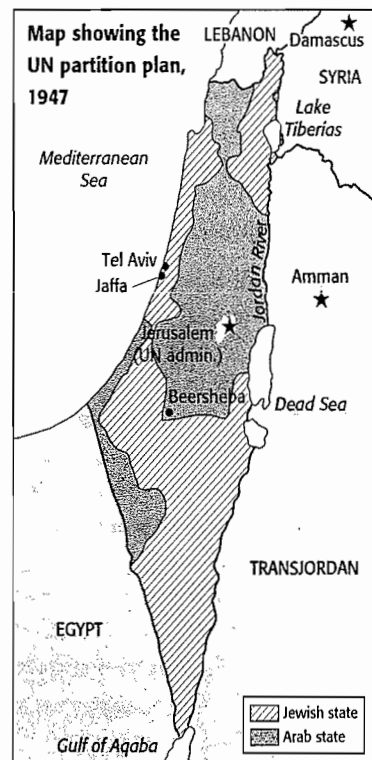 Map showing the
UN partition plan,
1947
LEBANON
Damascus
SYRIA
Lake
Tiberias
Mediterranean
Sea
Tel Aviv
Jaffa
Jordan River
Amman
Jerusalem
(UN admin.)
Beersheba
Dead Sea
TRANSJORDAN
EGYPT
Gulf of Aqaba
Jewish state
Arab state